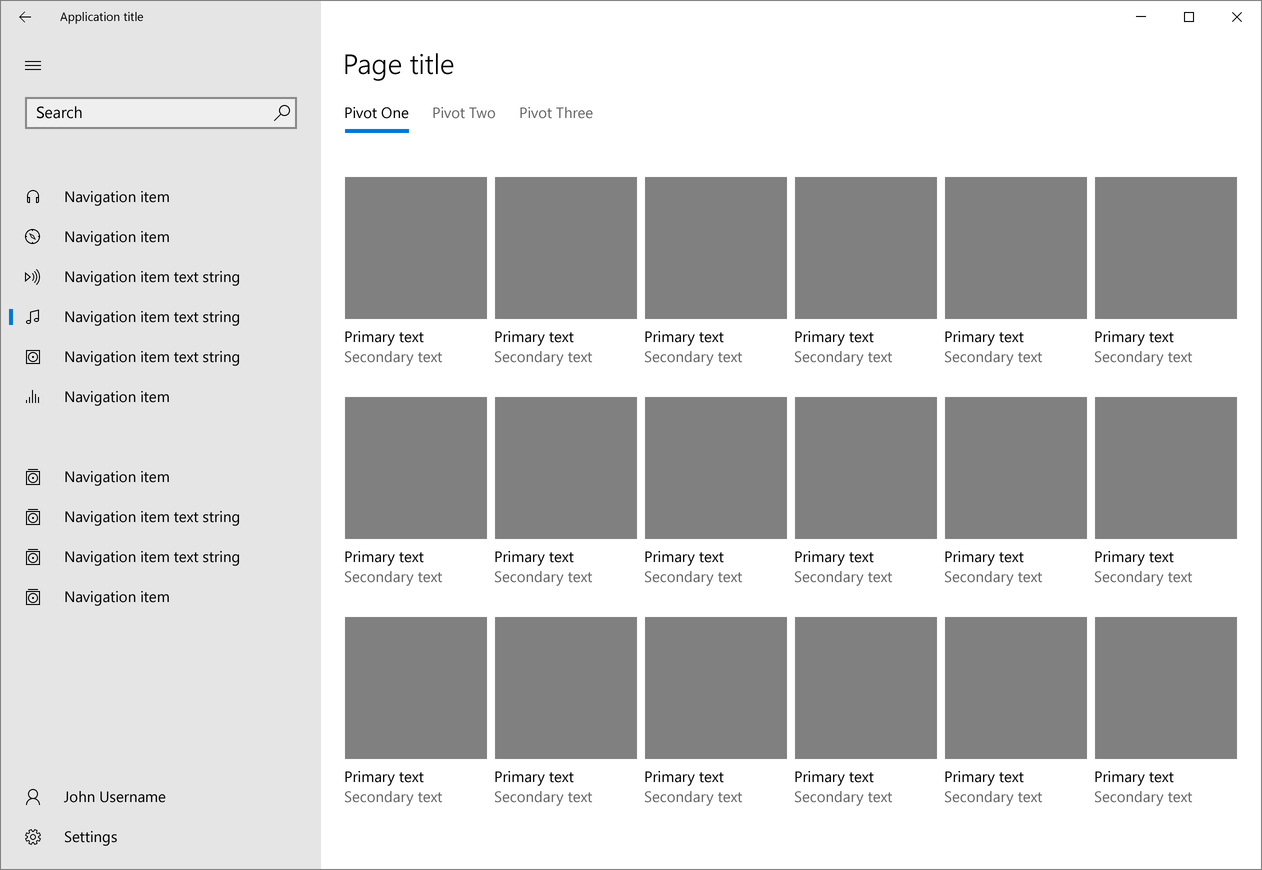 Application title
Search
Navigation item
Navigation item
Navigation item text string
Navigation item text string
Navigation item text string
Navigation item
Navigation item
Navigation item text string
Navigation item text string
Navigation item
John Username
Settings
Page title
Pivot One Pivot Two Pivot Three
Primary text Primary text Primary text Primary text Primary text Primary text
Secondary text Secondary text Secondary text Secondary text Secondary text Secondary text
Primary text Primary text Primary text Primary text Primary text Primary text
Secondary text Secondary text Secondary text Secondary text Secondary text Secondary text
Primary text Primary text Primary text Primary text Primary text Primary text
Secondary text Secondary text Secondary text Secondary text Secondary text Secondary text